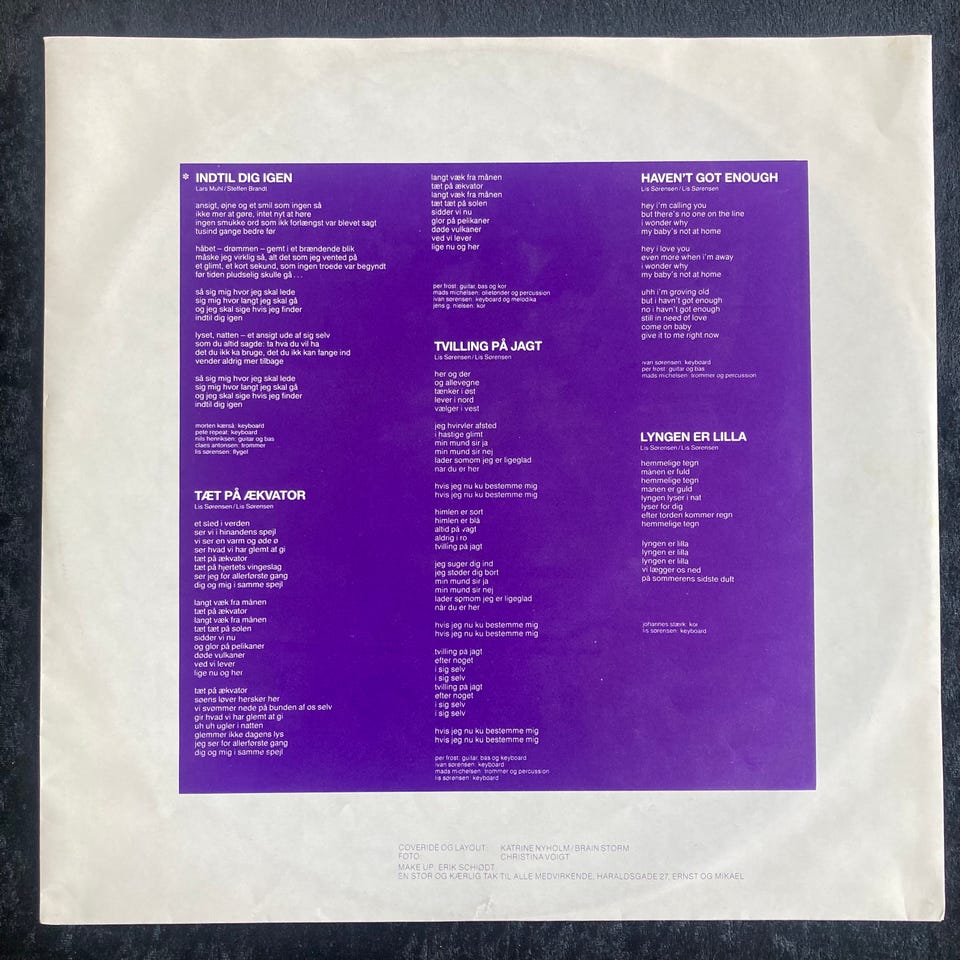 * INDTIL DIG IGEN
Lars Muhl/Steffen Brandt
ansigt, øjne og et smil som ingen så
ikke mer at gøre, intet nyt at høre
ingen smukke ord som ikk forlængst var blevet sagt
tusind gange bedre før
håbet – drømmen – gemt i et brændende blik
måske jeg virklig så, alt det som jeg vented på
et glimt, et kort sekund, som ingen troede var begyndt
før tiden pludselig skulle gå ...
så sig mig hvor jeg skal lede
sig mig hvor langt jeg skal gå
og jeg skal sige hvis jeg finder
indtil dig igen
lyset, natten – et ansigt ude af sig selv
som du altid sagde: ta hva du vil ha
det du ikk ka bruge, det du ikk kan fange ind
vender aldrig mer tilbage
så sig mig hvor jeg skal lede
sig mig hvor langt jeg skal gå
og jeg skal sige hvis jeg finder
indtil dig igen
morten kærså: keyboard
pete repeat: keyboard
nils henriksen: guitar og bas
claes antonsen: trommer
lis sørensen: flygel
TÆT PÅ ÆKVATOR
Lis Sørensen/Lis Sørensen
et sted i verden
ser vi i hinandens spejl
vi ser en varm og øde ø
ser hvad vi har glemt at gi
tæt på ækvator
tæt på hjertets vingeslag
ser jeg for allerførste gang
dig og mig i samme spejl
langt væk fra månen
tæt på ækvator
langt væk fra månen
tæt tæt på solen
sidder vi nu
og glor på pelikaner
døde vulkaner
ved vi lever
lige nu og her
tæt på ækvator
søens løver hersker her
vi svømmer nede på bunden af os selv
gir hvad vi har glemt at gi
uh uh ugler i natten
glemmer ikke dagens lys
jeg ser for allerførste gang
dig og mig i samme spejl
langt væk fra månen
tæt på ækvator
langt væk fra månen
tæt tæt på solen
sidder vi nu
glor på pelikaner
døde vulkaner
ved vi lever
lige nu og her
per frost: guitar, bas og kor
mads michelsen: olietønder og percussion
ivan sørensen: keyboard og melodika
jens g. nielsen: kor
TVILLING PÅ JAGT
Lis Sørensen/Lis Sørensen
her og der
og allevegne
tænker i øst
lever i nord
vælger i vest
jeg hvirvler afsted
i hastige glimt
min mund sir ja
min mund sir nej
lader somom jeg er ligeglad
når du er her
hvis jeg nu ku bestemme mig
hvis jeg nu ku bestemme mig
himlen er sort
himlen er blå
altid på vagt
aldrig i ro
tvilling på jagt
jeg suger dig ind
jeg støder dig bort
min mund sir ja
min mund sir nej
lader somom jeg er ligeglad
når du er her
hvis jeg nu ku bestemme mig
hvis jeg nu ku bestemme mig
tvilling på jagt
efter noget
i sig selv
i sig selv
tvilling på jagt
efter noget
i sig selv
i sig selv
hvis jeg nu ku bestemme mig
hvis jeg nu ku bestemme mig
per frost: guitar, bas og keyboard
ivan sørensen: keyboard
mads michelsen: trommer og percussion
lis sørensen: keyboard
HAVEN'T GOT ENOUGH
Lis Sørensen/Lis Sørensen
hey i'm calling you
but there's no one on the line
i wonder why
my baby's not at home
hey i love you
even more when i'm away
i wonder why
my baby's not at home
uhh i'm groving old
but i havn't got enough
no i havn't got enough
still in need of love
come on baby
give it to me right now
ivan sørensen: keyboard
per frost: guitar og bas
mads michelsen: trommer og percussion
LYNGEN ER LILLA
Lis Sørensen/Lis Sørensen
hemmelige tegn
månen er fuld
hemmelige tegn
månen er guld
lyngen lyser i nat
lyser for dig
efter torden kommer regn
hemmelige tegn
lyngen er lilla
lyngen er lilla
lyngen er lilla
vi lægger os ned
på sommerens sidste duft
johannes stærk: kor
lis sørensen: keyboard
COVERIDE OG LAYOUT: KATRINE NYHOLM/BRAIN STORM
FOTO: CHRISTINA VOIGT
MAKE UP: ERIK SCHIØDT
EN STOR OG KÆRLIG TAK TIL ALLE MEDVIRKENDE, HARALDSGADE 27, ERNST OG MIKAEL